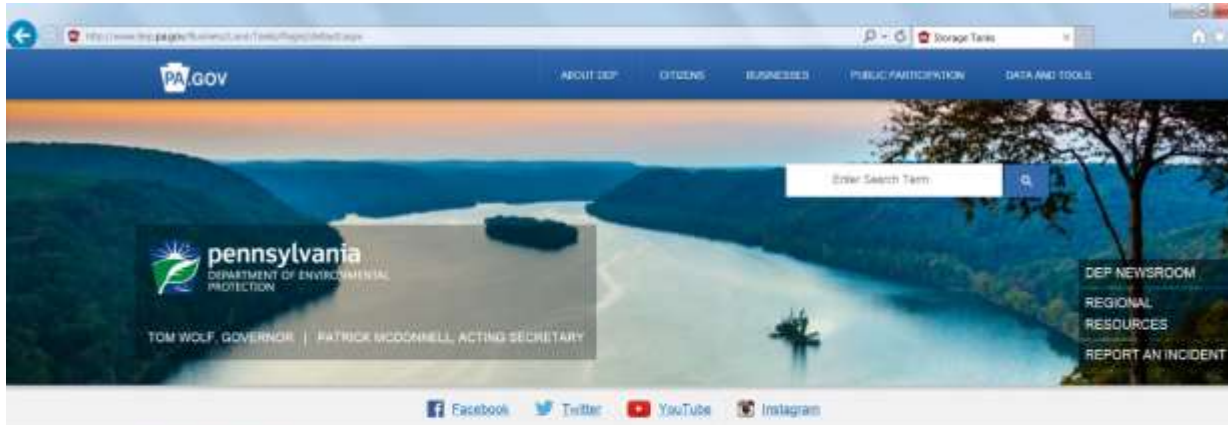 Storage Tanks
PA.GOV
ABOUT DEP CITIZENS BUSINESSES PUBLIC PARTICIPATION DATA AND TOOLS
Enter Search Term
pennsylvania
DEPARTMENT OF ENVIRONMENTAL
PROTECTION
TOM WOLF, GOVERNOR | PATRICK MCDONNELL, ACTING SECRETARY
DEP NEWSROOM
REGIONAL
RESOURCES
REPORT AN INCIDENT
Facebook Twitter YouTube Instagram